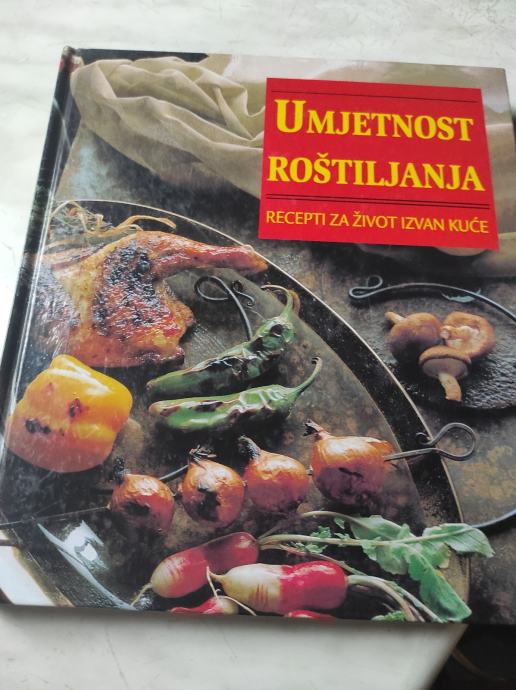 UMJETNOST
ROŠTILJANJA
RECEPTI ZA ŽIVOT IZVAN KUĆE